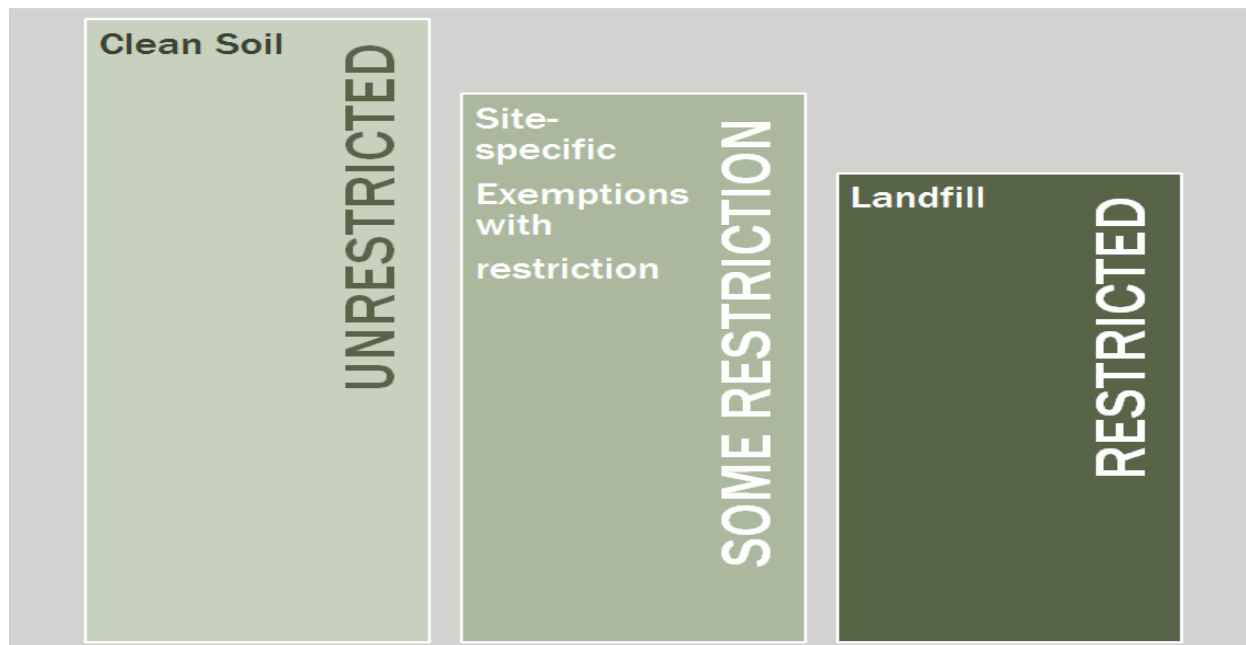 Clean Soil
UNRESTRICTED
Site-
specific
Exemptions
with
restriction
SOME RESTRICTION
Landfill
RESTRICTED